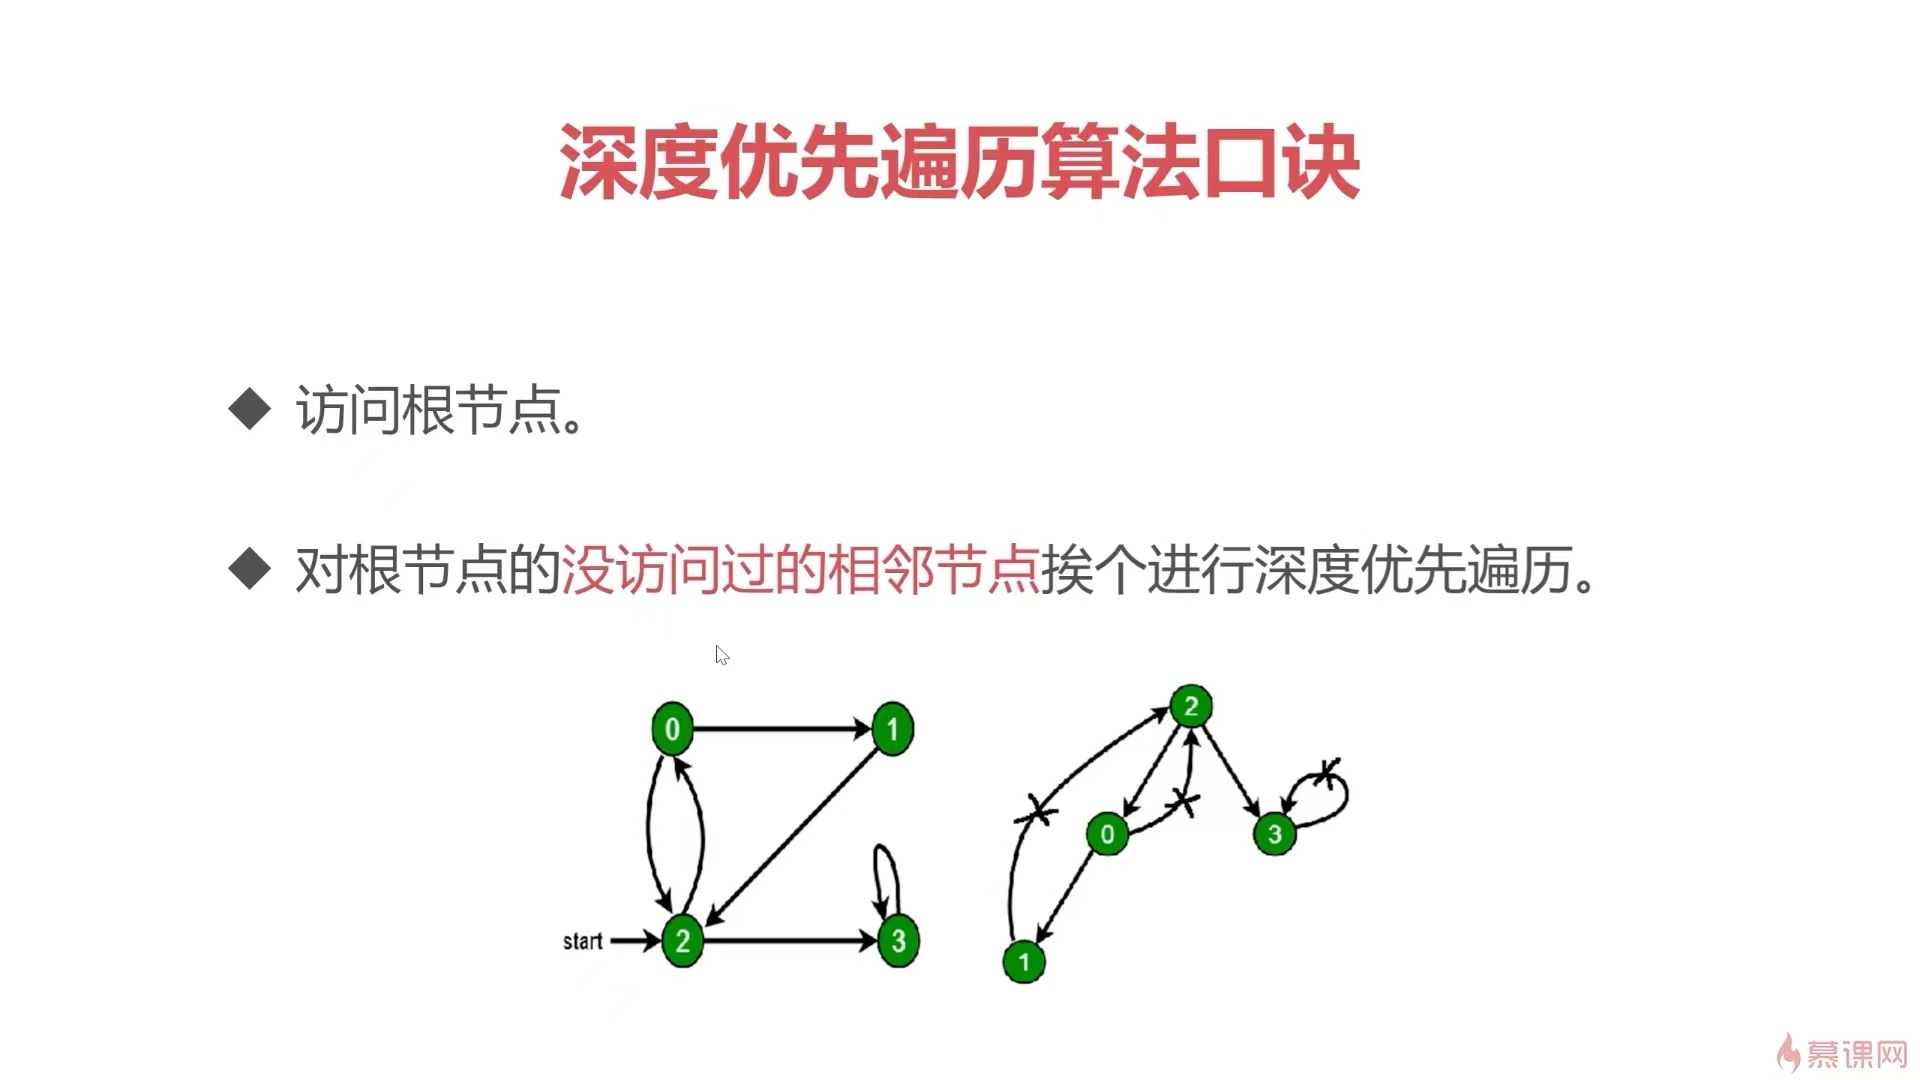 深度优先遍历算法口诀
◆ 访问根节点。
◆ 对根节点的没访问过的相邻节点挨个进行深度优先遍历。
0 1
start 2 3
2
0 3
1
慕课网